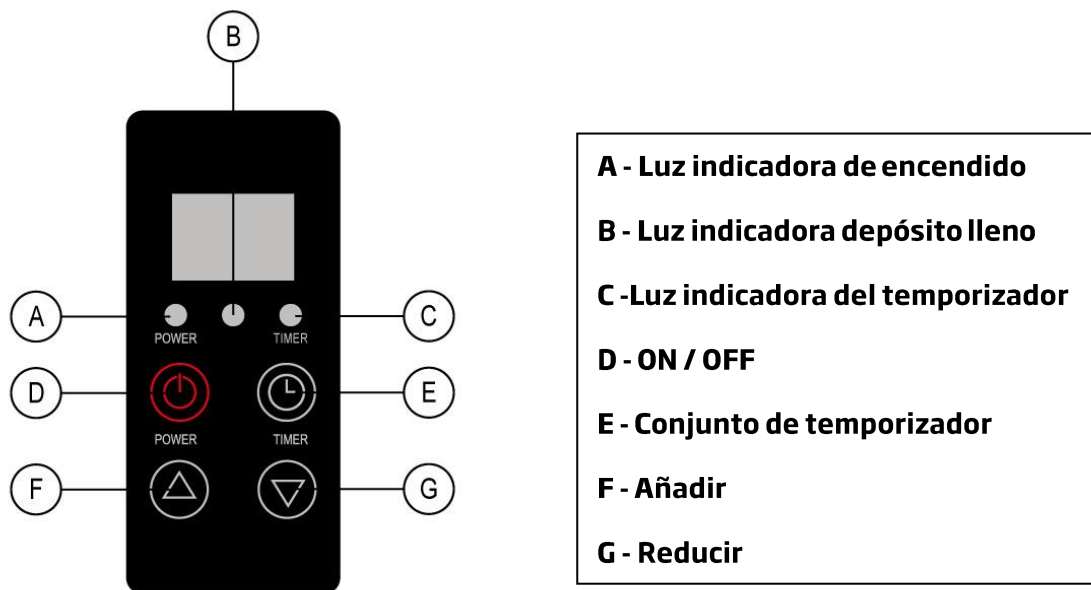 B
A
C
POWER
TIMER
D
E
POWER
TIMER
F
G
A - Luz indicadora de encendido
B - Luz indicadora depósito lleno
C -Luz indicadora del temporizador
D - ON / OFF
E - Conjunto de temporizador
F - Añadir
G - Reducir